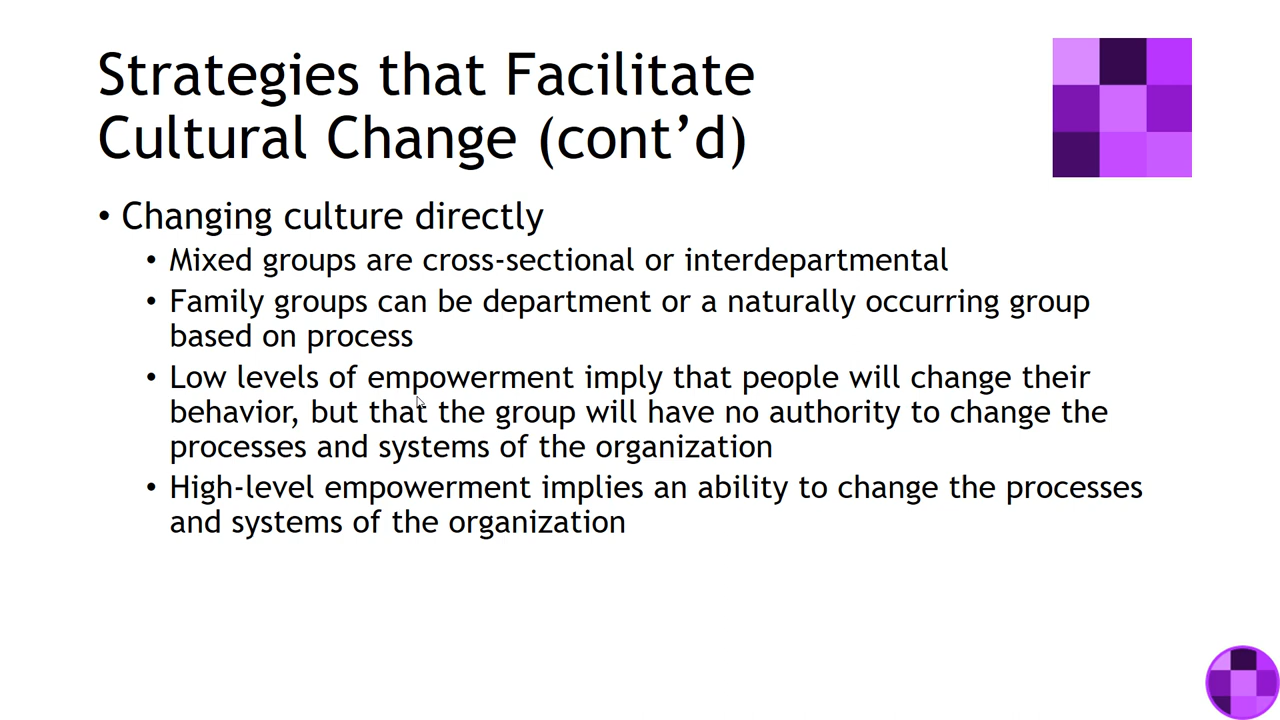 Strategies that Facilitate
Cultural Change (cont’d)
• Changing culture directly
• Mixed groups are cross-sectional or interdepartmental
• Family groups can be department or a naturally occurring group
based on process
• Low levels of empowerment imply that people will change their
behavior, but that the group will have no authority to change the
processes and systems of the organization
• High-level empowerment implies an ability to change the processes
and systems of the organization